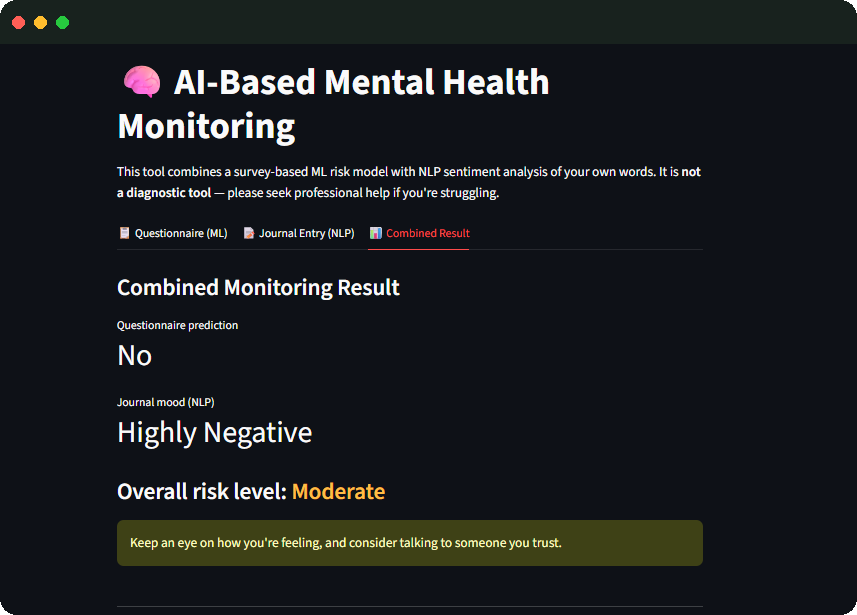 🧠 AI-Based Mental Health
Monitoring
This tool combines a survey-based ML risk model with NLP sentiment analysis of your own words. It is not
a diagnostic tool — please seek professional help if you're struggling.
Questionnaire (ML) Journal Entry (NLP) Combined Result
Combined Monitoring Result
Questionnaire prediction
No
Journal mood (NLP)
Highly Negative
Overall risk level: Moderate
Keep an eye on how you're feeling, and consider talking to someone you trust.